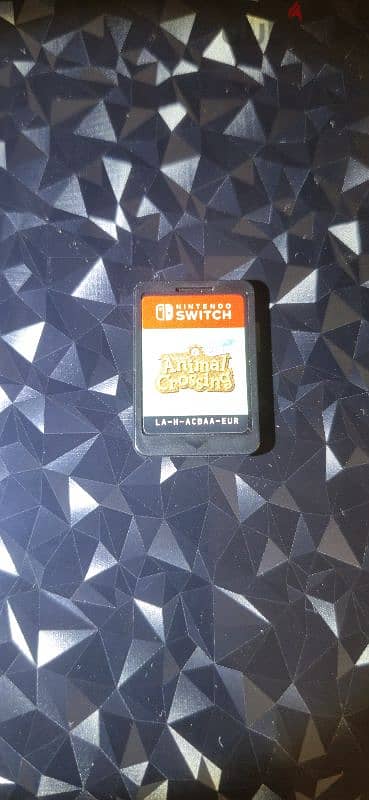 NINTENDO
SWITCH
Animal
Crossing
LA-H-ACBAA-EUR